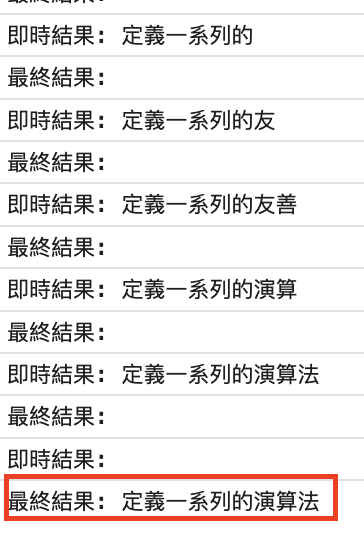 即時結果: 定義一系列的
最終結果:
即時結果: 定義一系列的友
最終結果:
即時結果: 定義一系列的友善
最終結果:
即時結果: 定義一系列的演算
最終結果:
即時結果: 定義一系列的演算法
最終結果:
即時結果:
最終結果: 定義一系列的演算法